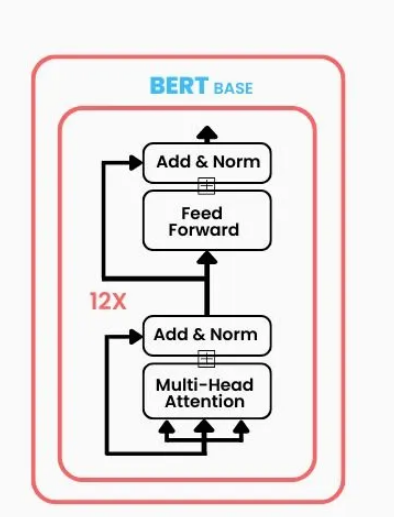 BERT BASE
Add & Norm
Feed
Forward
12X
Add & Norm
Multi-Head
Attention